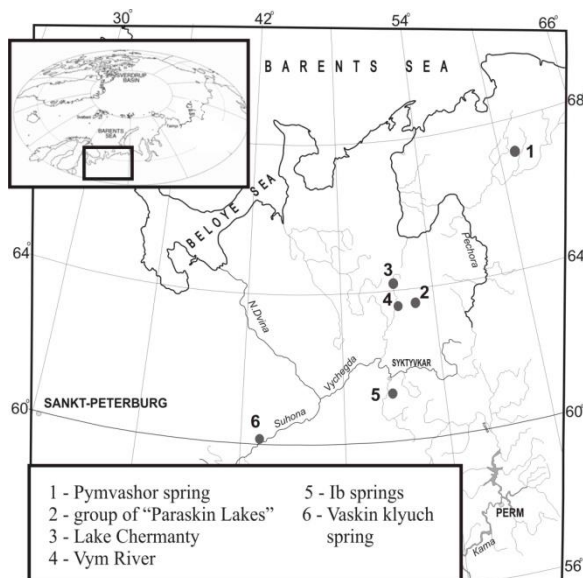 30°
42°
54°
66°
BARENTS SEA
SVERDRUP
BASIN
BARENTS
SEA
68°
1
BELOYE SEA
Pechora
64°
64°
3
4
2
N.Dvina
SYKTYVKAR
Vychegda
5
SANKT-PETERBURG
60°
60°
6
Suhona
1 - Pymvashor spring
2 - group of “Paraskin Lakes”
3 - Lake Chermanty
4 - Vym River
5 - Ib springs
6 - Vaskin klyuch
spring
PERM
Kama
56°